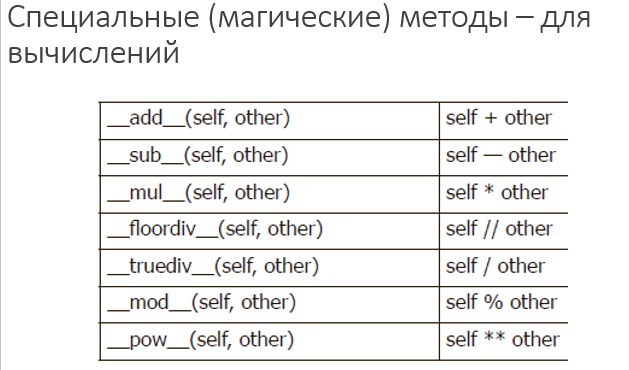 Специальные (магические) методы – для
вычислений
__add__(self, other) self + other
__sub__(self, other) self — other
__mul__(self, other) self * other
__floordiv__(self, other) self // other
__truediv__(self, other) self / other
__mod__(self, other) self % other
__pow__(self, other) self ** other